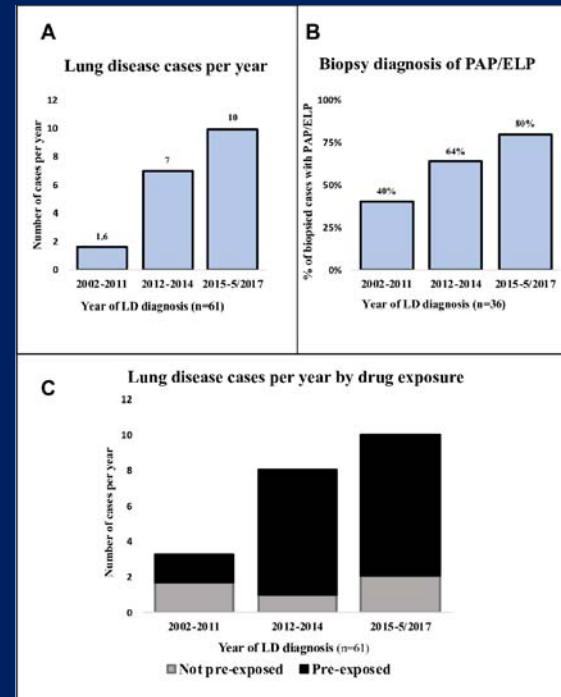 A
Lung disease cases per year
Number of cases per year
12
10
8
6
4
2
0
1.6
7
10
2002-2011
2012-2014
2015-5/2017
Year of LD diagnosis (n=61)
B
Biopsy diagnosis of PAP/ELP
% of biopsied cases with PAP/ELP
100%
75%
50%
25%
0%
40%
64%
80%
2002-2011
2012-2014
2015-5/2017
Year of LD diagnosis (n=36)
C
Lung disease cases per year by drug exposure
Number of cases per year
12
10
8
6
4
2
0
2002-2011
2012-2014
2015-5/2017
Year of LD diagnosis (n=61)
Not pre-exposed
Pre-exposed